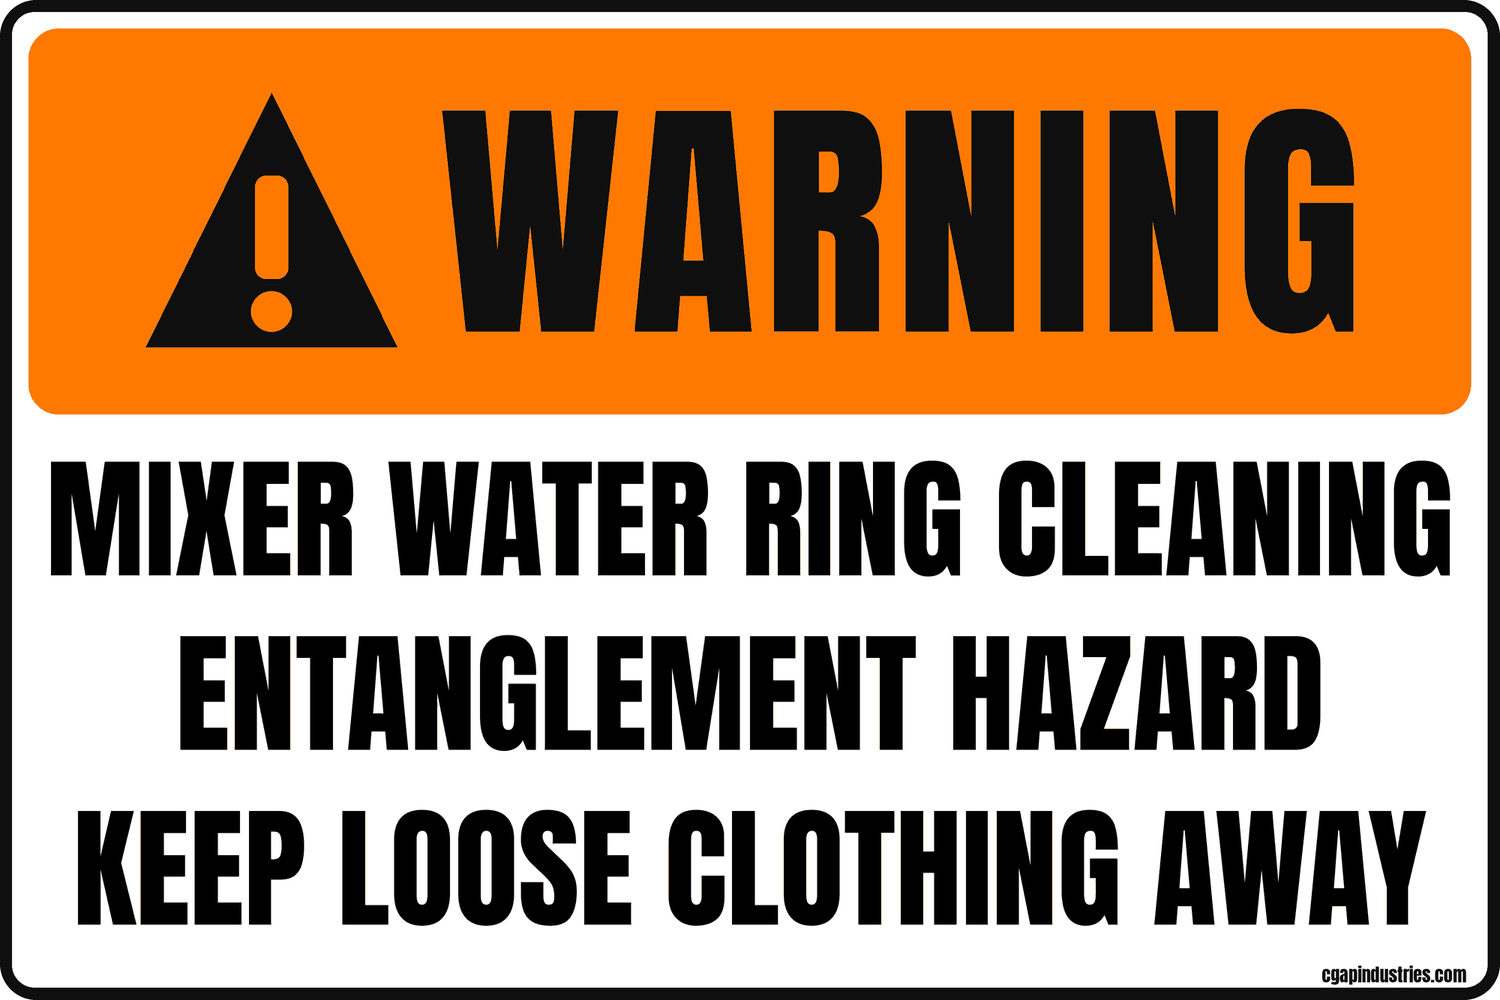 WARNING
MIXER WATER RING CLEANING
ENTANGLEMENT HAZARD
KEEP LOOSE CLOTHING AWAY
cgapindustries.com